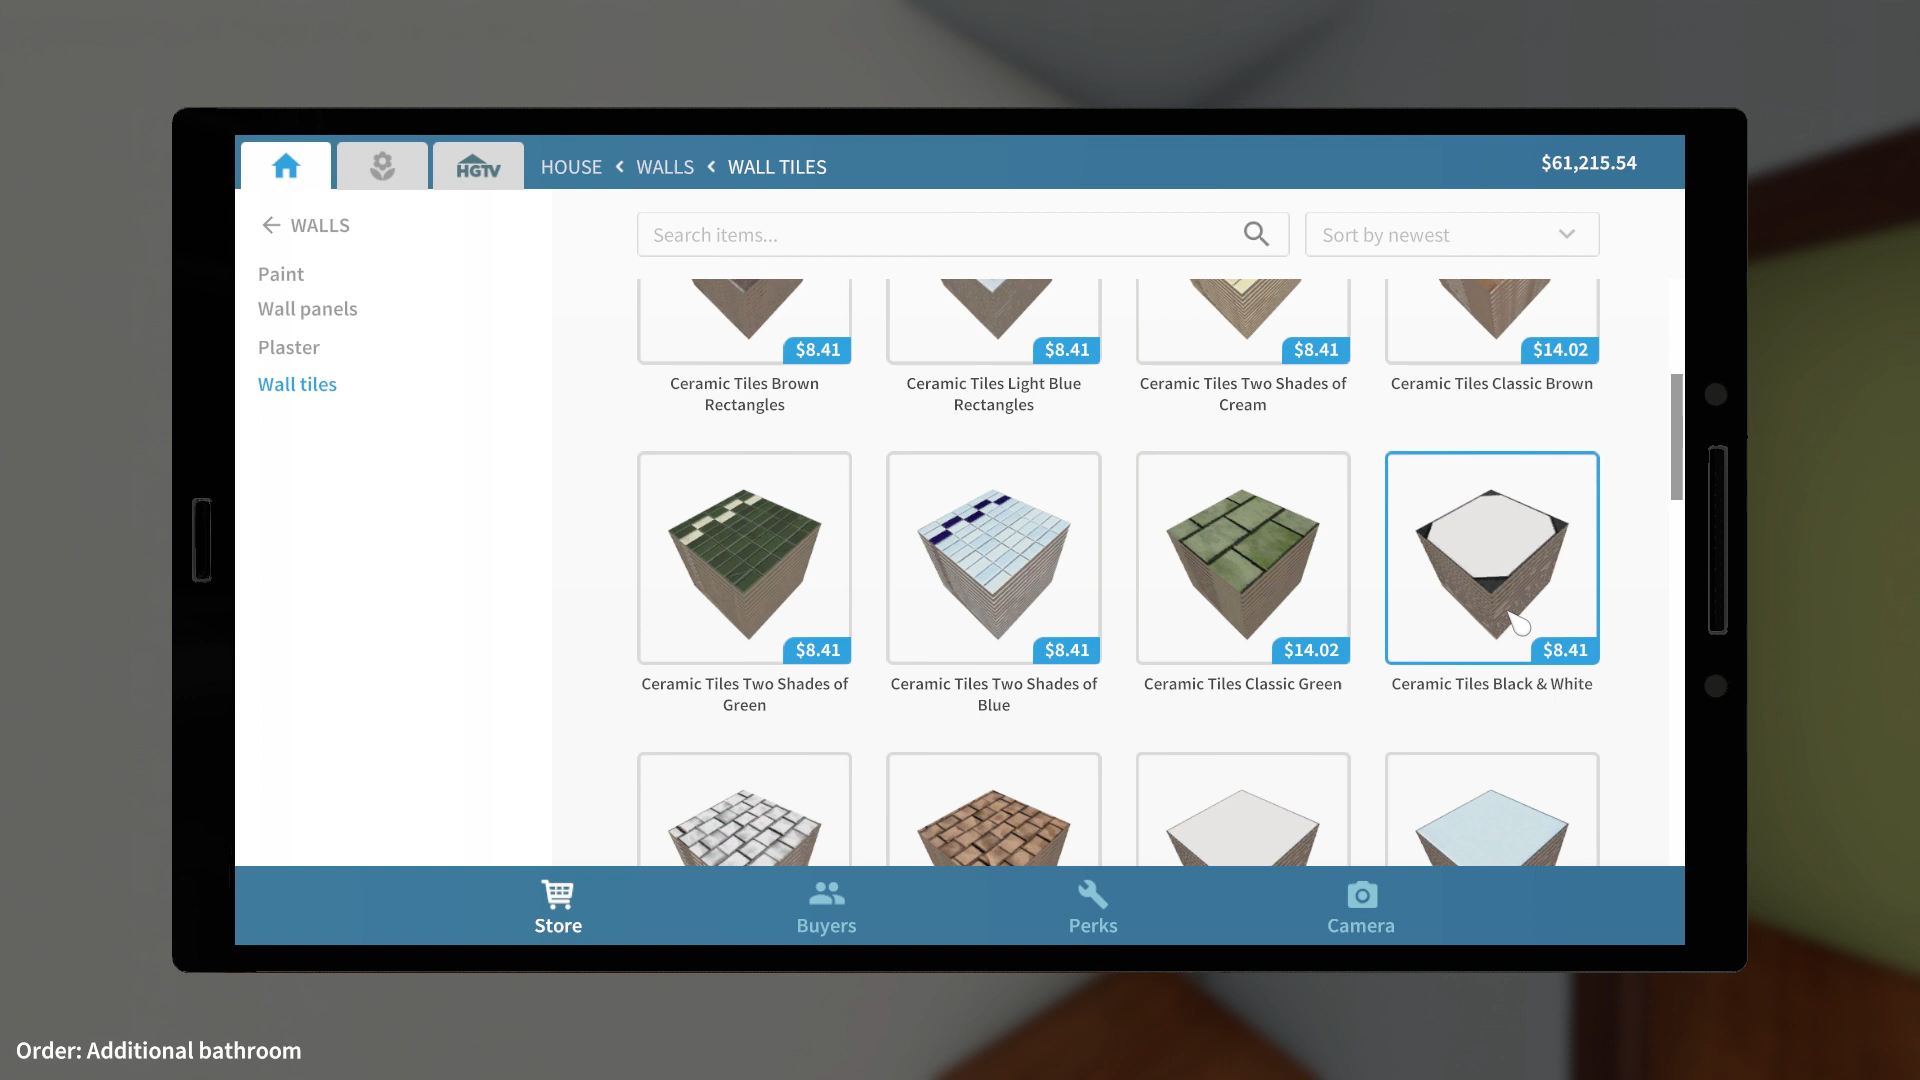 HGTV
HOUSE < WALLS < WALL TILES
$61,215.54
WALLS
Search items...
Sort by newest
Paint
Wall panels
Plaster
Wall tiles
$8.41
$8.41
$8.41
$14.02
Ceramic Tiles Brown
Rectangles
Ceramic Tiles Light Blue
Rectangles
Ceramic Tiles Two Shades of
Cream
Ceramic Tiles Classic Brown
$8.41
$8.41
$14.02
$8.41
Ceramic Tiles Two Shades of
Green
Ceramic Tiles Two Shades of
Blue
Ceramic Tiles Classic Green
Ceramic Tiles Black & White
Store
Buyers
Perks
Camera
Order: Additional bathroom